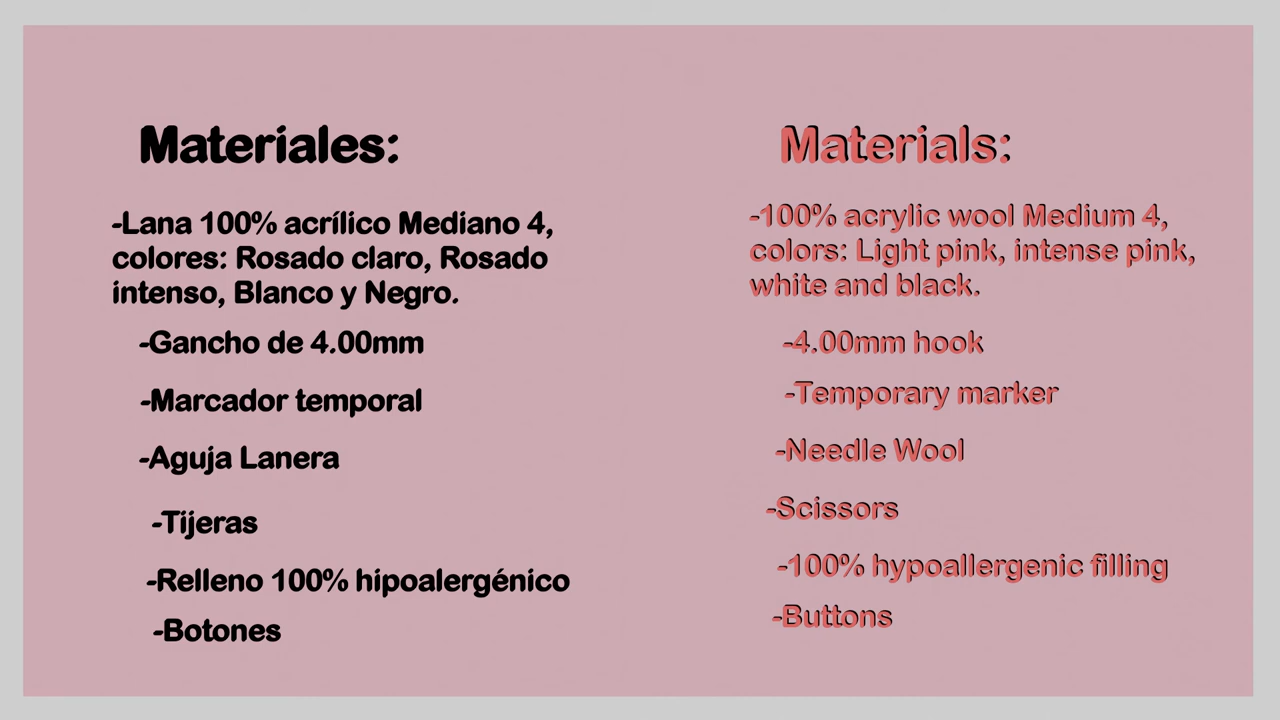 Materiales:
-Lana 100% acrílico Mediano 4,
colores: Rosado claro, Rosado
intenso, Blanco y Negro.
-Gancho de 4.00mm
-Marcador temporal
-Aguja Lanera
-Tijeras
-Relleno 100% hipoalergénico
-Botones
Materials:
-100% acrylic wool Medium 4,
colors: Light pink, intense pink,
white and black.
-4.00mm hook
-Temporary marker
-Needle Wool
-Scissors
-100% hypoallergenic filling
-Buttons